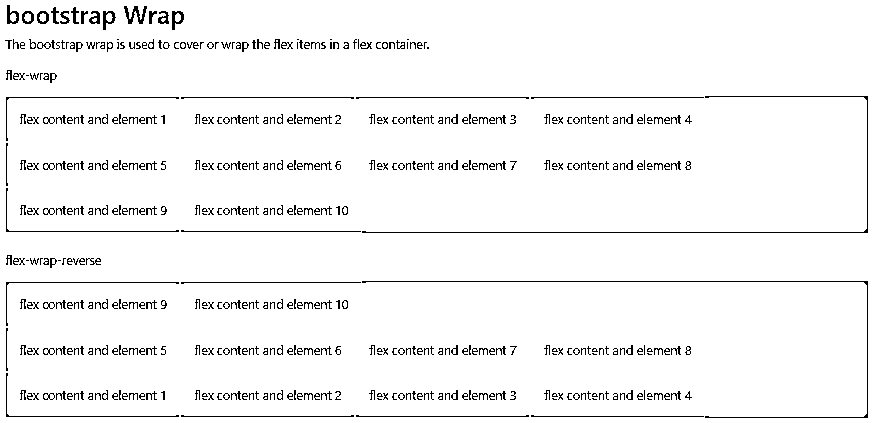 bootstrap Wrap
The bootstrap wrap is used to cover or wrap the flex items in a flex container.
flex-wrap
flex content and element 1 flex content and element 2 flex content and element 3 flex content and element 4
flex content and element 5 flex content and element 6 flex content and element 7 flex content and element 8
flex content and element 9 flex content and element 10
flex-wrap-reverse
flex content and element 9 flex content and element 10
flex content and element 5 flex content and element 6 flex content and element 7 flex content and element 8
flex content and element 1 flex content and element 2 flex content and element 3 flex content and element 4